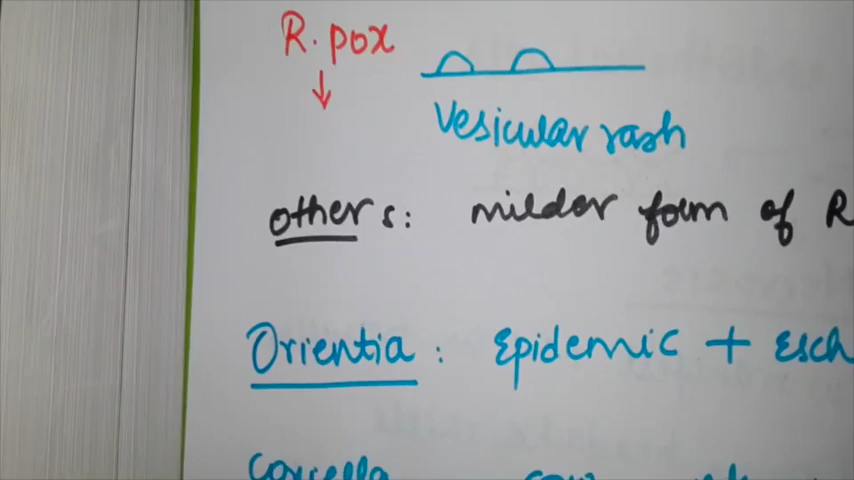 R. pox
Vesicular rash
others: milder form of R
Orientia : Epidemic + Esch